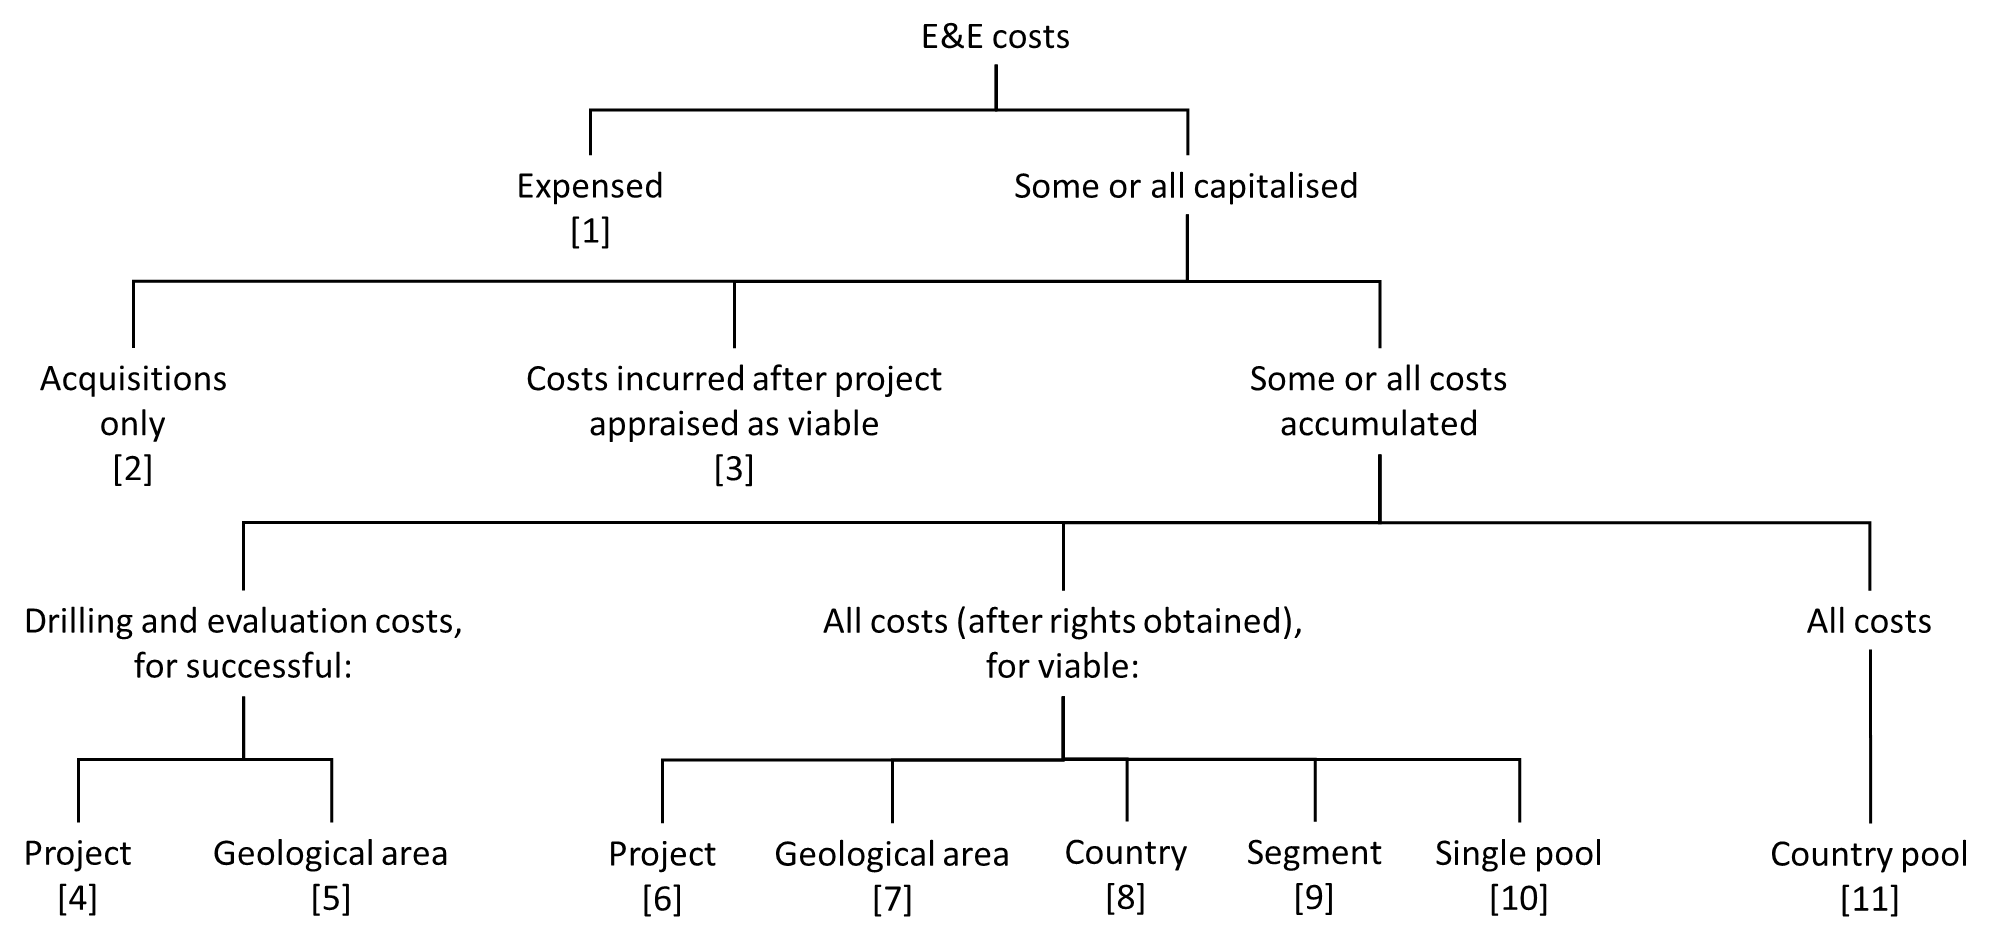 E&E costs
Expensed
[1]
Some or all capitalised
Acquisitions
only
[2]
Costs incurred after project
appraised as viable
[3]
Some or all costs
accumulated
Drilling and evaluation costs,
for successful:
All costs (after rights obtained),
for viable:
All costs
Project
[4]
Geological area
[5]
Project
[6]
Geological area
[7]
Country
[8]
Segment
[9]
Single pool
[10]
Country pool
[11]